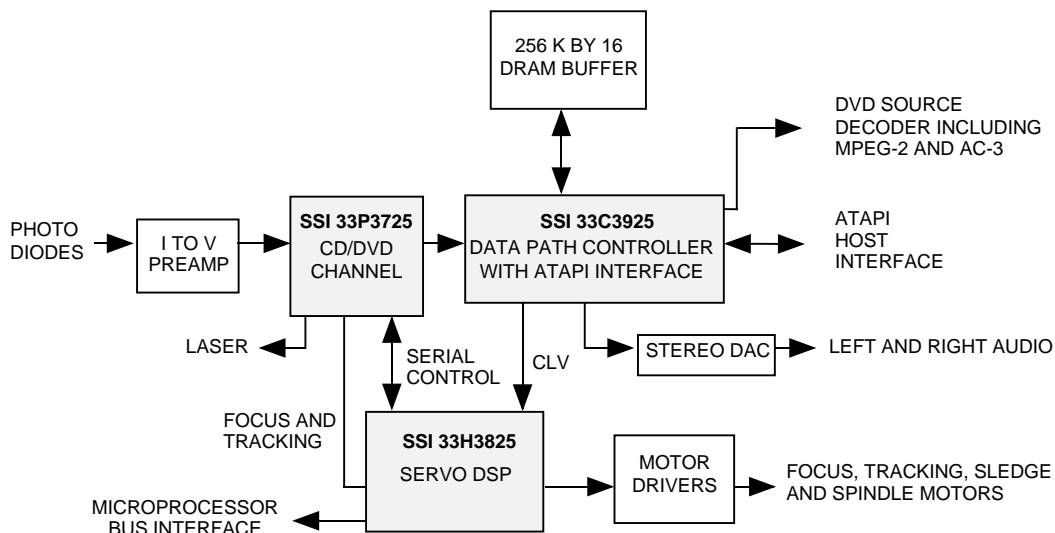 256 K BY 16
DRAM BUFFER
DVD SOURCE
DECODER INCLUDING
MPEG-2 AND AC-3
PHOTO
DIODES
I TO V
PREAMP
SSI 33P3725
CD/DVD
CHANNEL
SSI 33C3925
DATA PATH CONTROLLER
WITH ATAPI INTERFACE
ATAPI
HOST
INTERFACE
LASER
SERIAL
CONTROL
CLV
STEREO DAC
LEFT AND RIGHT AUDIO
FOCUS AND
TRACKING
SSI 33H3825
SERVO DSP
MOTOR
DRIVERS
FOCUS, TRACKING, SLEDGE
AND SPINDLE MOTORS
MICROPROCESSOR
BUS INTERFACE